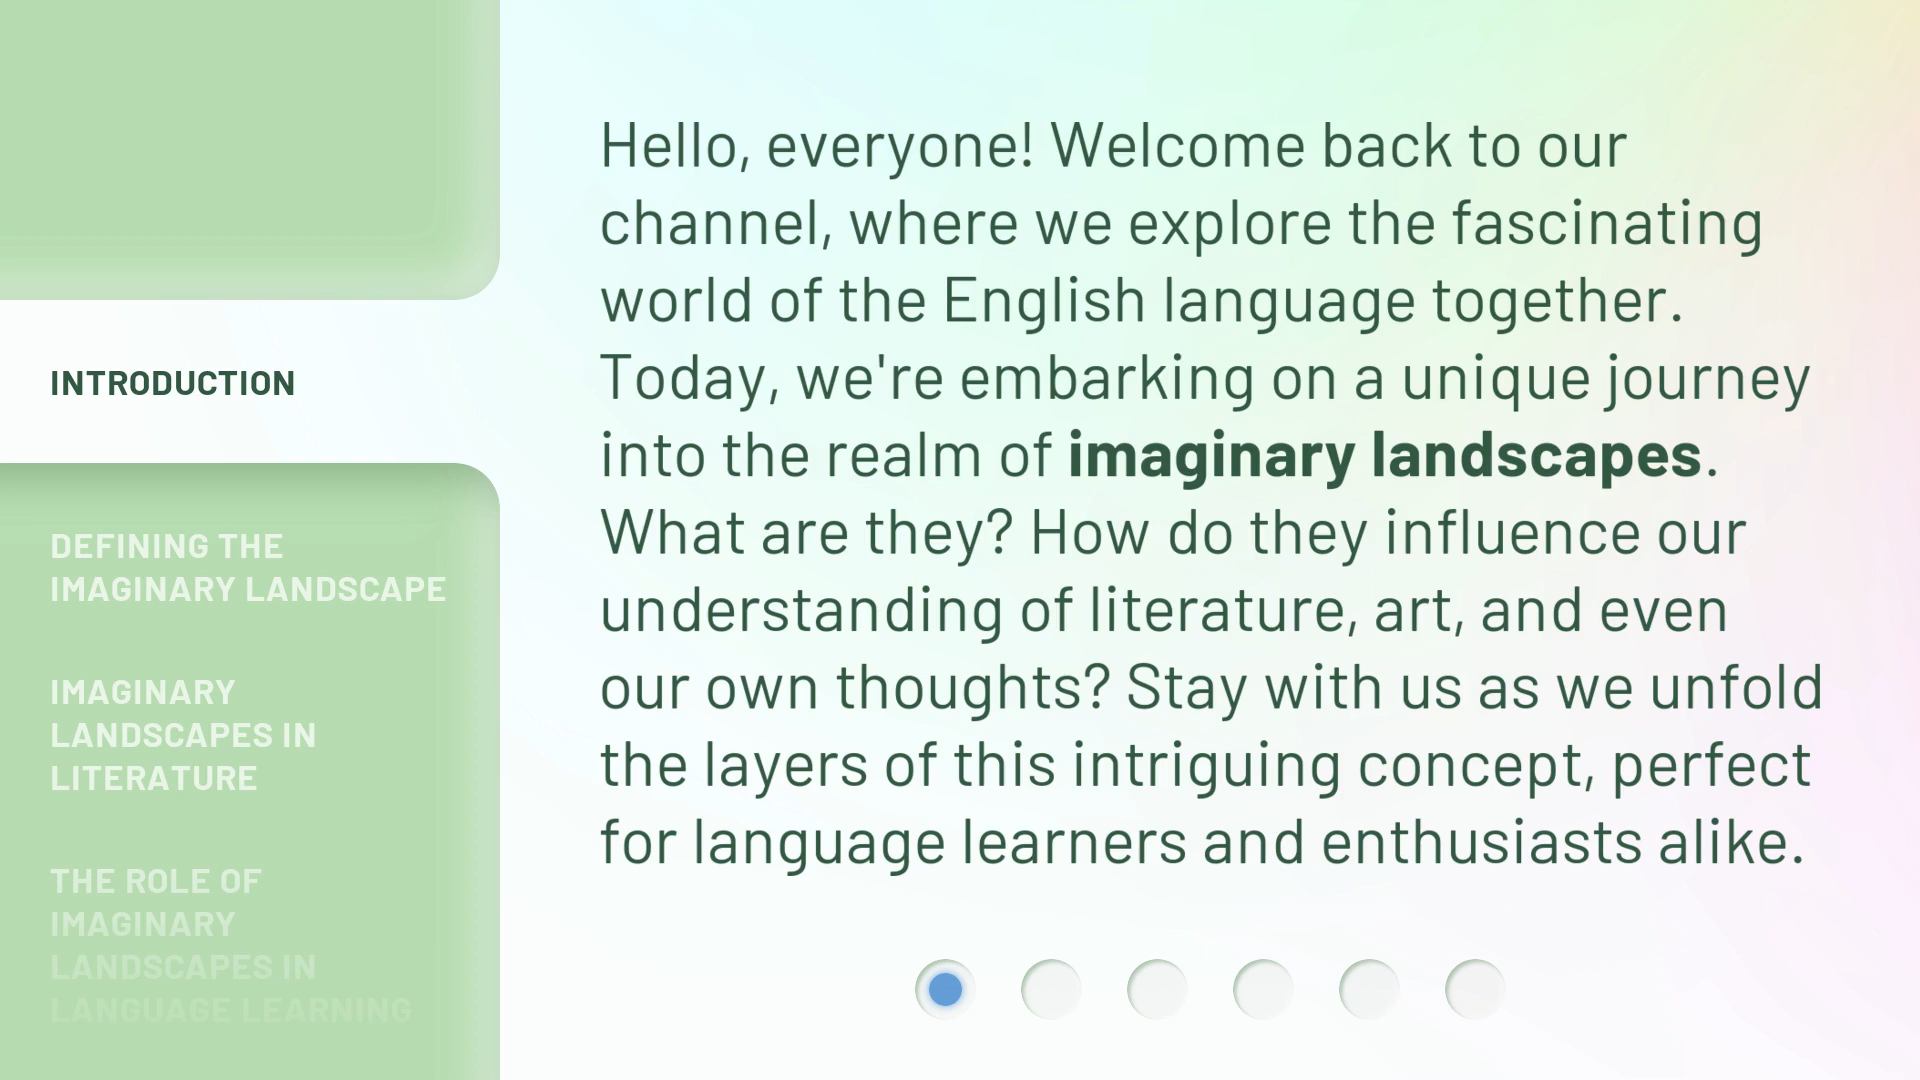 INTRODUCTION
DEFINING THE
IMAGINARY LANDSCAPE
IMAGINARY
LANDSCAPES IN
LITERATURE
THE ROLE OF
IMAGINARY
LANDSCAPES IN
LANGUAGE LEARNING
Hello, everyone! Welcome back to our
channel, where we explore the fascinating
world of the English language together.
Today, we're embarking on a unique journey
into the realm of imaginary landscapes.
What are they? How do they influence our
understanding of literature, art, and even
our own thoughts? Stay with us as we unfold
the layers of this intriguing concept, perfect
for language learners and enthusiasts alike.